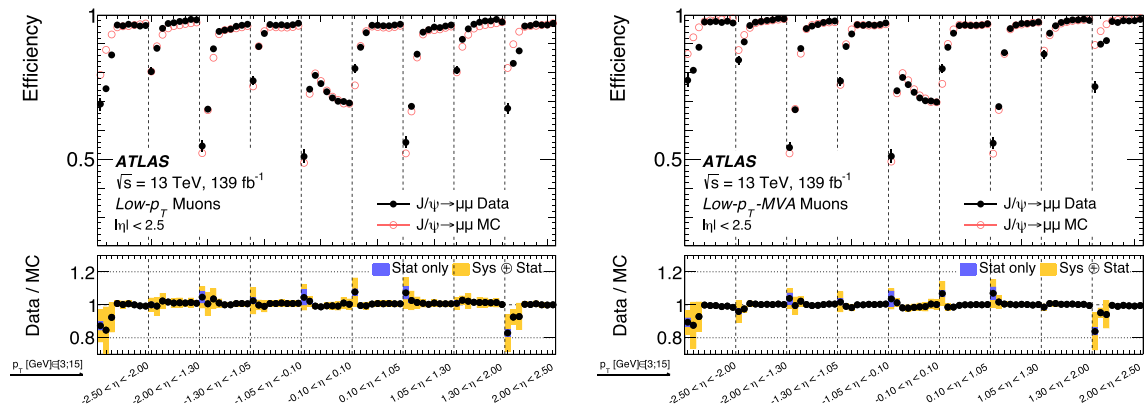 1
Efficiency
0.5
ATLAS
√s = 13 TeV, 139 fb⁻¹
Low-p_T Muons
|η| < 2.5
J/ψ→μμ Data
J/ψ→μμ MC
Data / MC
1.2
1
0.8
Stat only
Sys ⊕ Stat
p_T [GeV]∈[3;15]
-2.50 < η < -2.00
-2.00 < η < -1.30
-1.30 < η < -1.05
-1.05 < η < -0.10
-0.10 < η < 0.10
0.10 < η < 1.05
1.05 < η < 1.30
1.30 < η < 2.00
2.00 < η < 2.50
1
Efficiency
0.5
ATLAS
√s = 13 TeV, 139 fb⁻¹
Low-p_T-MVA Muons
|η| < 2.5
J/ψ→μμ Data
J/ψ→μμ MC
Data / MC
1.2
1
0.8
Stat only
Sys ⊕ Stat
p_T [GeV]∈[3;15]
-2.50 < η < -2.00
-2.00 < η < -1.30
-1.30 < η < -1.05
-1.05 < η < -0.10
-0.10 < η < 0.10
0.10 < η < 1.05
1.05 < η < 1.30
1.30 < η < 2.00
2.00 < η < 2.50